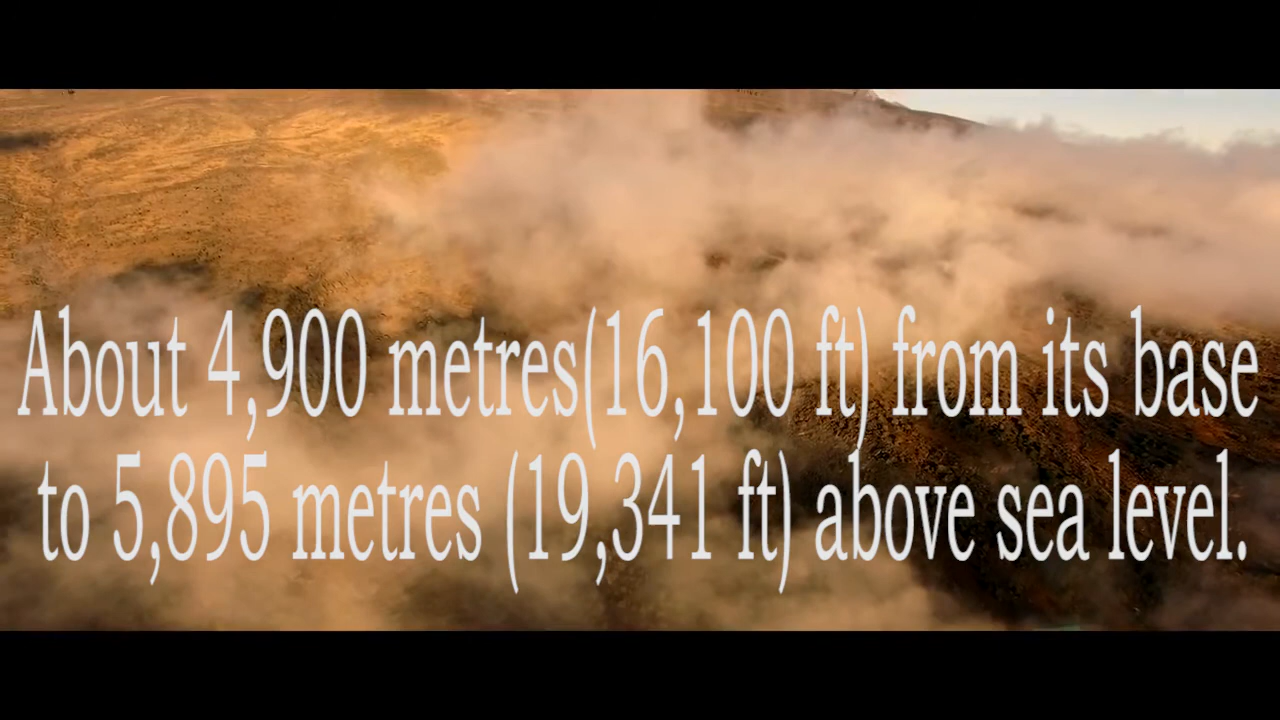 About 4,900 metres(16,100 ft) from its base
to 5,895 metres (19,341 ft) above sea level.